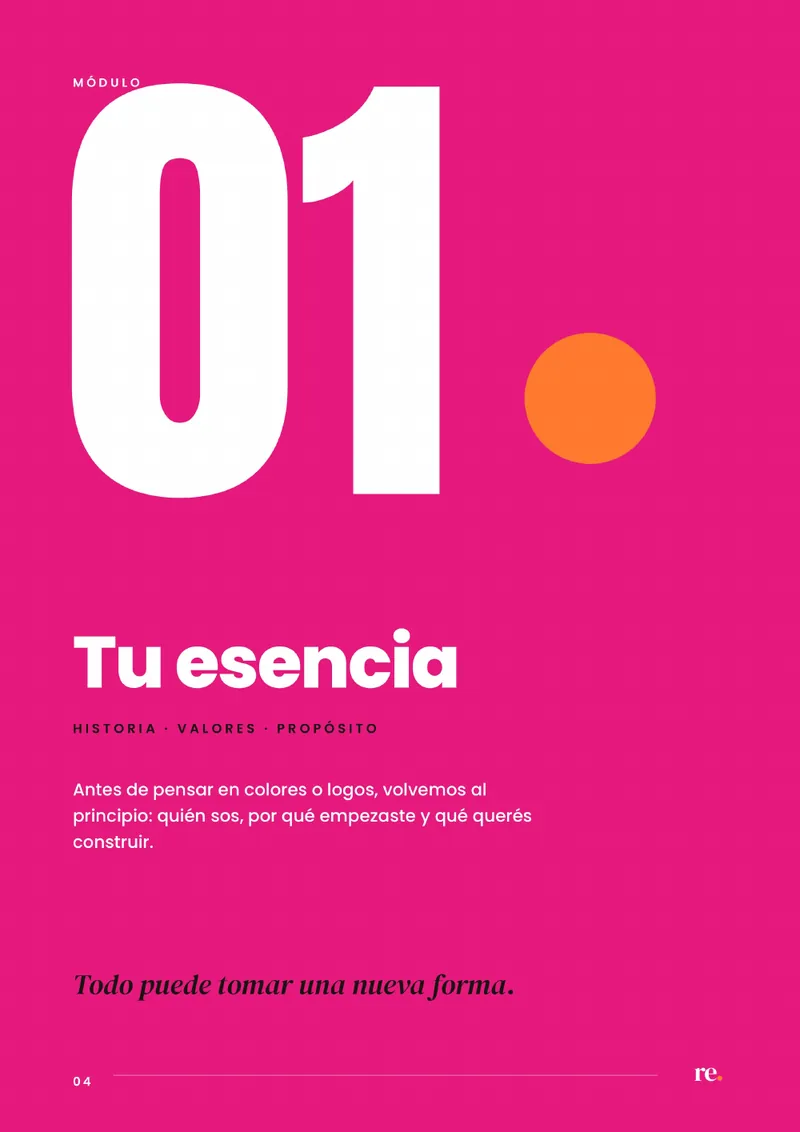 MÓDULO
01
Tu esencia
HISTORIA · VALORES · PROPÓSITO
Antes de pensar en colores o logos, volvemos al
principio: quién sos, por qué empezaste y qué querés
construir.
Todo puede tomar una nueva forma.
04
re.